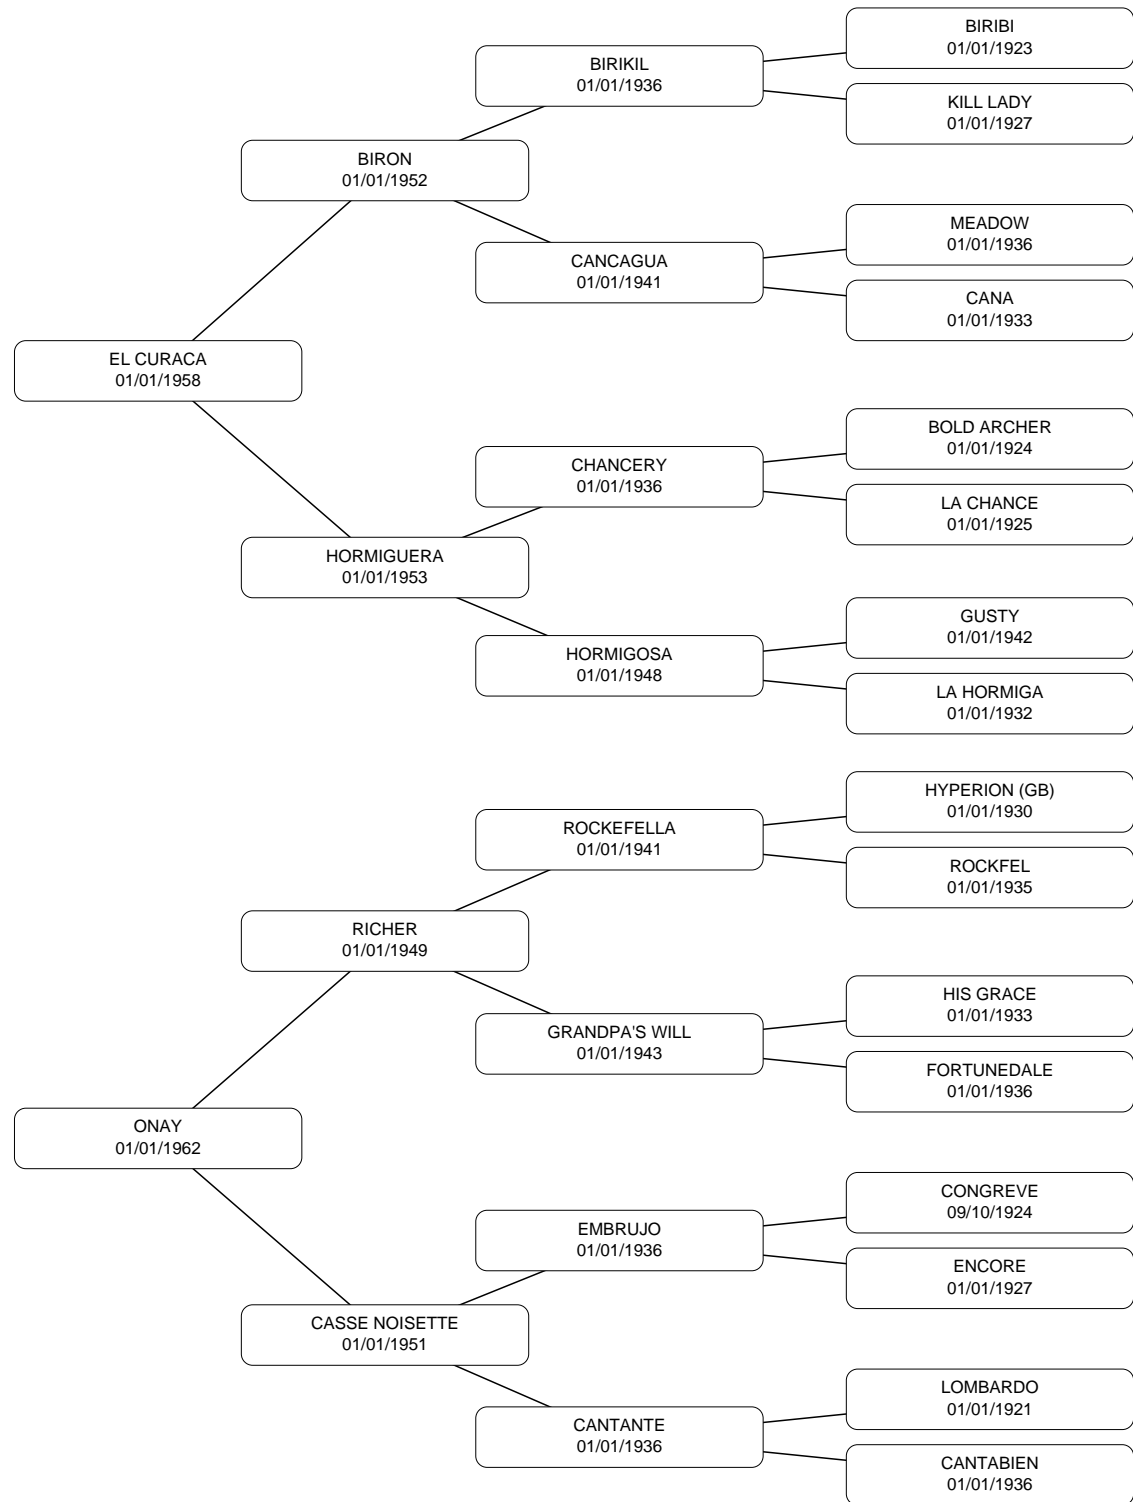 BIRIBI
01/01/1923
BIRIKIL
01/01/1936
KILL LADY
01/01/1927
BIRON
01/01/1952
MEADOW
01/01/1936
CANCAGUA
01/01/1941
CANA
01/01/1933
EL CURACA
01/01/1958
BOLD ARCHER
01/01/1924
CHANCERY
01/01/1936
LA CHANCE
01/01/1925
HORMIGUERA
01/01/1953
GUSTY
01/01/1942
HORMIGOSA
01/01/1948
LA HORMIGA
01/01/1932
HYPERION (GB)
01/01/1930
ROCKEFELLA
01/01/1941
ROCKFEL
01/01/1935
RICHER
01/01/1949
HIS GRACE
01/01/1933
GRANDPA'S WILL
01/01/1943
FORTUNEDALE
01/01/1936
ONAY
01/01/1962
CONGREVE
09/10/1924
EMBRUJO
01/01/1936
ENCORE
01/01/1927
CASSE NOISETTE
01/01/1951
LOMBARDO
01/01/1921
CANTANTE
01/01/1936
CANTABIEN
01/01/1936